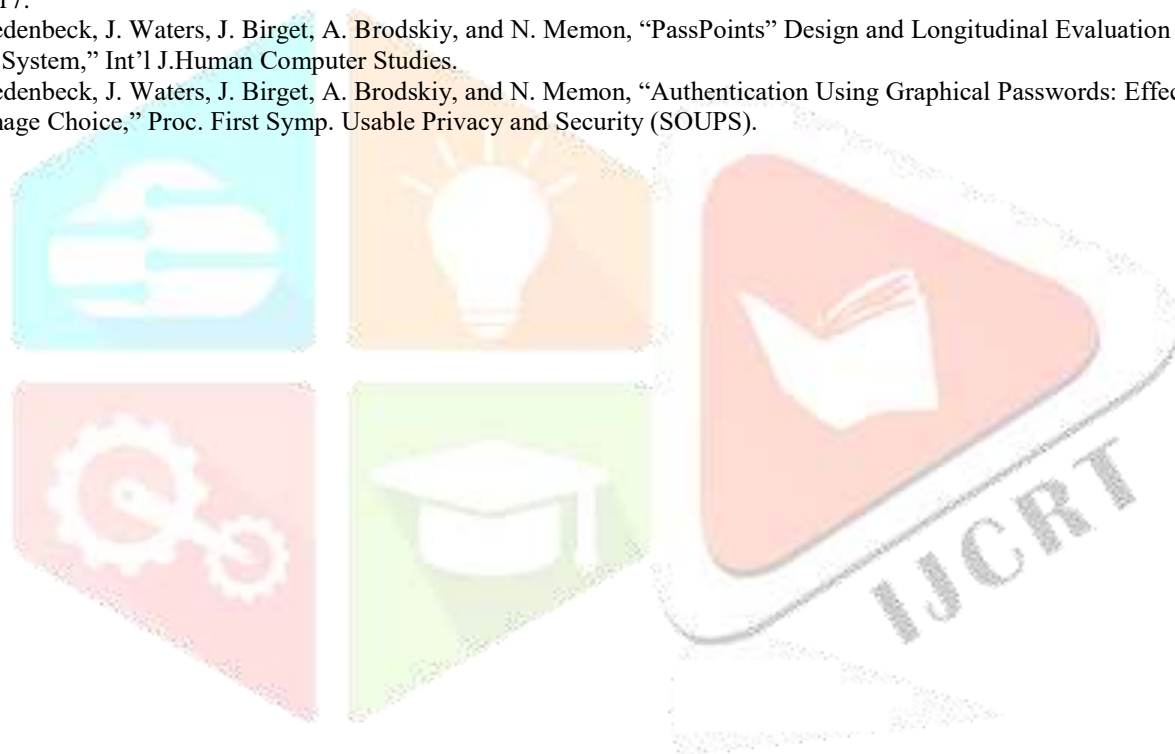 17.
edenbeck, J. Waters, J. Birget, A. Brodskiy, and N. Memon, “PassPoints” Design and Longitudinal Evaluation
System,” Int’l J.Human Computer Studies.
edenbeck, J. Waters, J. Birget, A. Brodskiy, and N. Memon, “Authentication Using Graphical Passwords: Effec
nage Choice,” Proc. First Symp. Usable Privacy and Security (SOUPS).
IJCRT